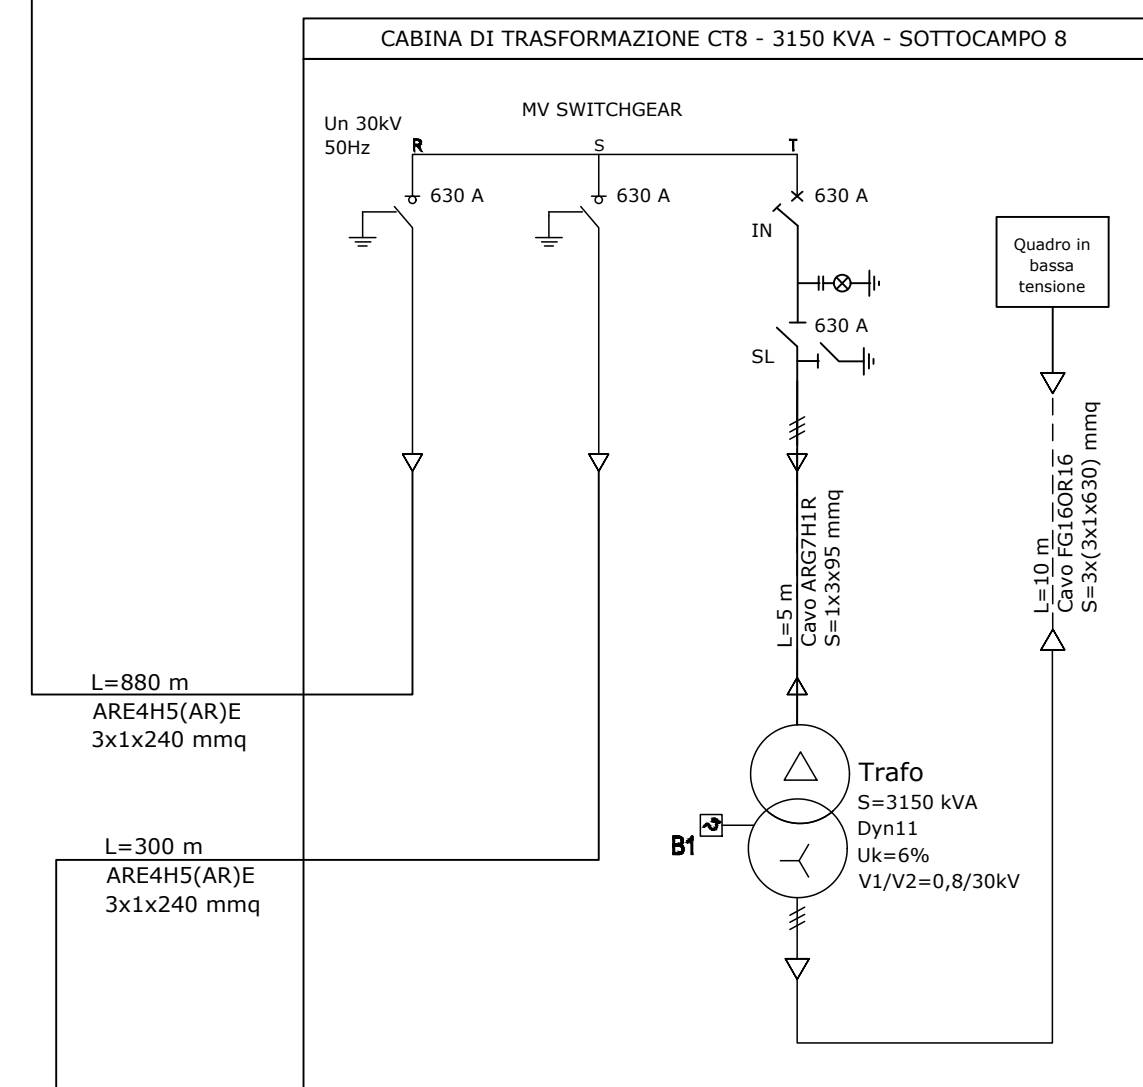 CABINA DI TRASFORMAZIONE CT8 - 3150 KVA - SOTTOCAMPO 8
MV SWITCHGEAR
Un 30kV
50Hz
R
S
T
630 A
630 A
630 A
IN
630 A
SL
Quadro in
bassa
tensione
L=5 m
Cavo ARG7H1R
S=1x3x95 mmq
L=10 m
Cavo FG16OR16
S=3x(3x1x630) mmq
L=880 m
ARE4H5(AR)E
3x1x240 mmq
Trafo
S=3150 kVA
Dyn11
Uk=6%
V1/V2=0,8/30kV
B1
L=300 m
ARE4H5(AR)E
3x1x240 mmq